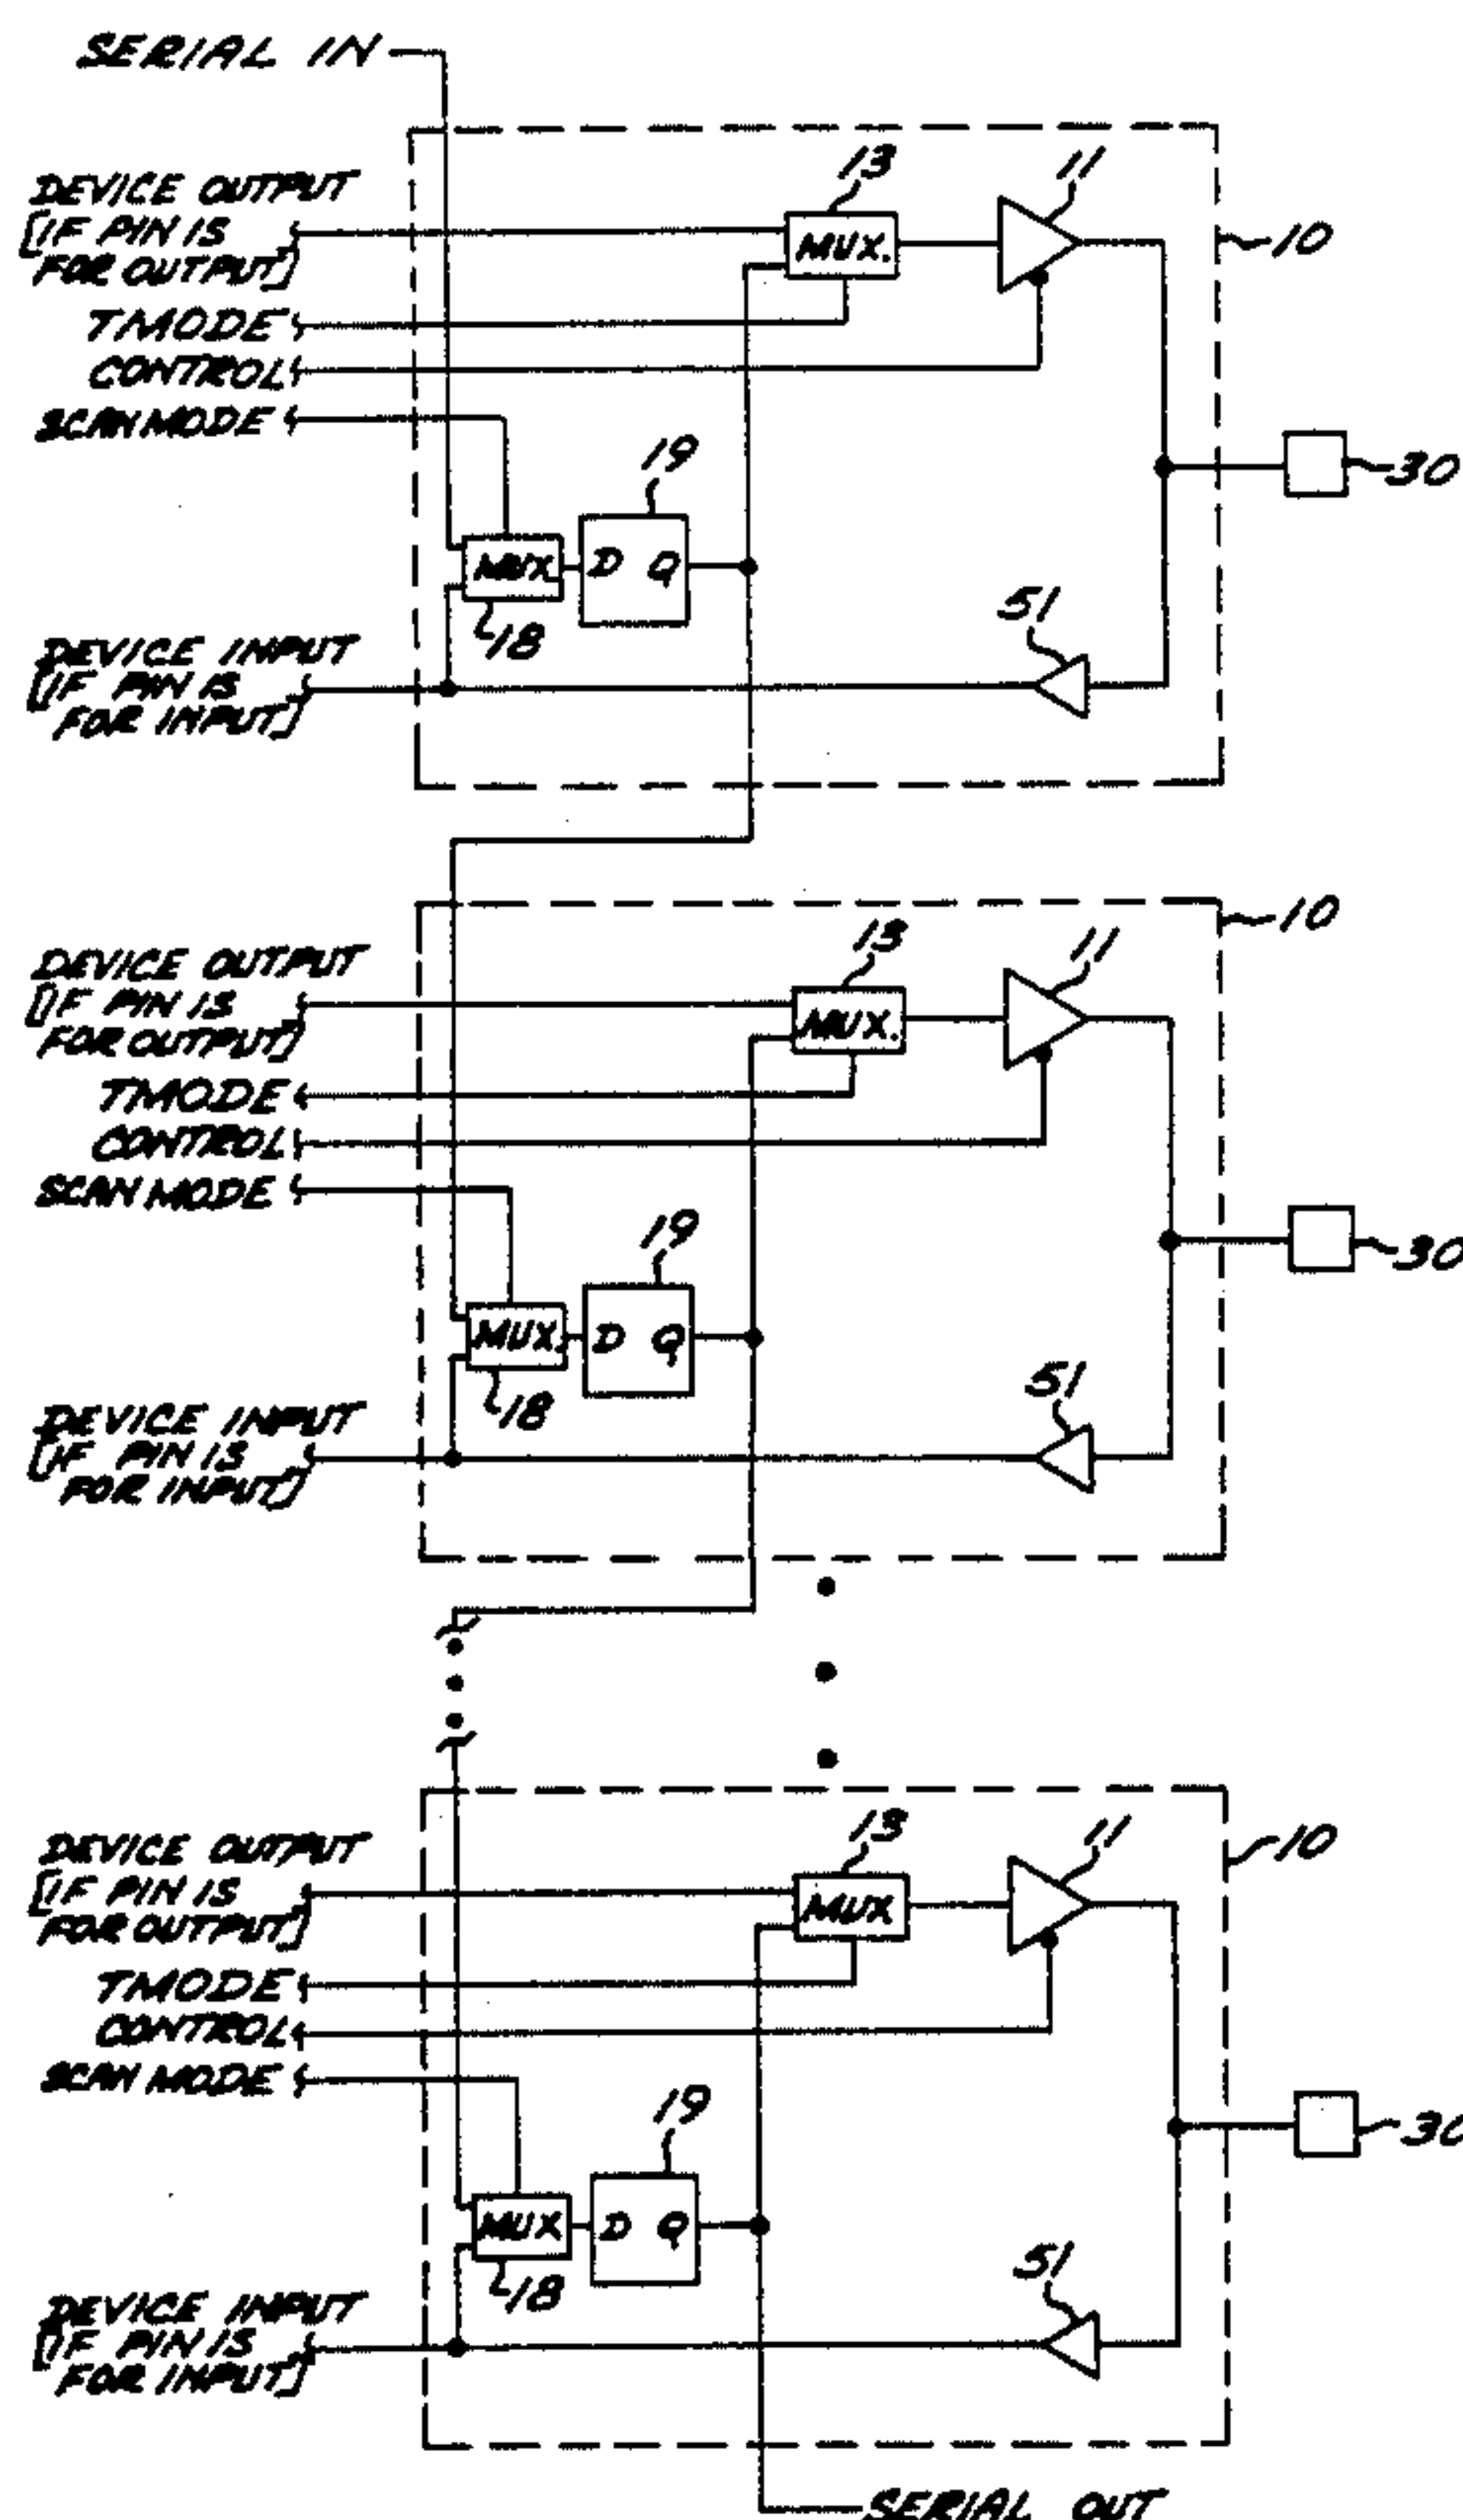 SERIAL IN
13
11
DEVICE OUTPUT
[IF PIN IS
FOR OUTPUT]
MUX.
10
TMODE
CONTROL
SCAN MODE
19
30
MUX
D Q
18
51
DEVICE INPUT
[IF PIN IS
FOR INPUT]
10
13
11
DEVICE OUTPUT
[IF PIN IS
FOR OUTPUT]
MUX.
TMODE
CONTROL
SCAN MODE
19
30
MUX.
D Q
18
51
DEVICE INPUT
[IF PIN IS
FOR INPUT]
13
11
10
DEVICE OUTPUT
[IF PIN IS
FOR OUTPUT]
MUX
TMODE
CONTROL
SCAN MODE
19
30
MUX
D Q
18
51
DEVICE INPUT
[IF PIN IS
FOR INPUT]
SERIAL OUT